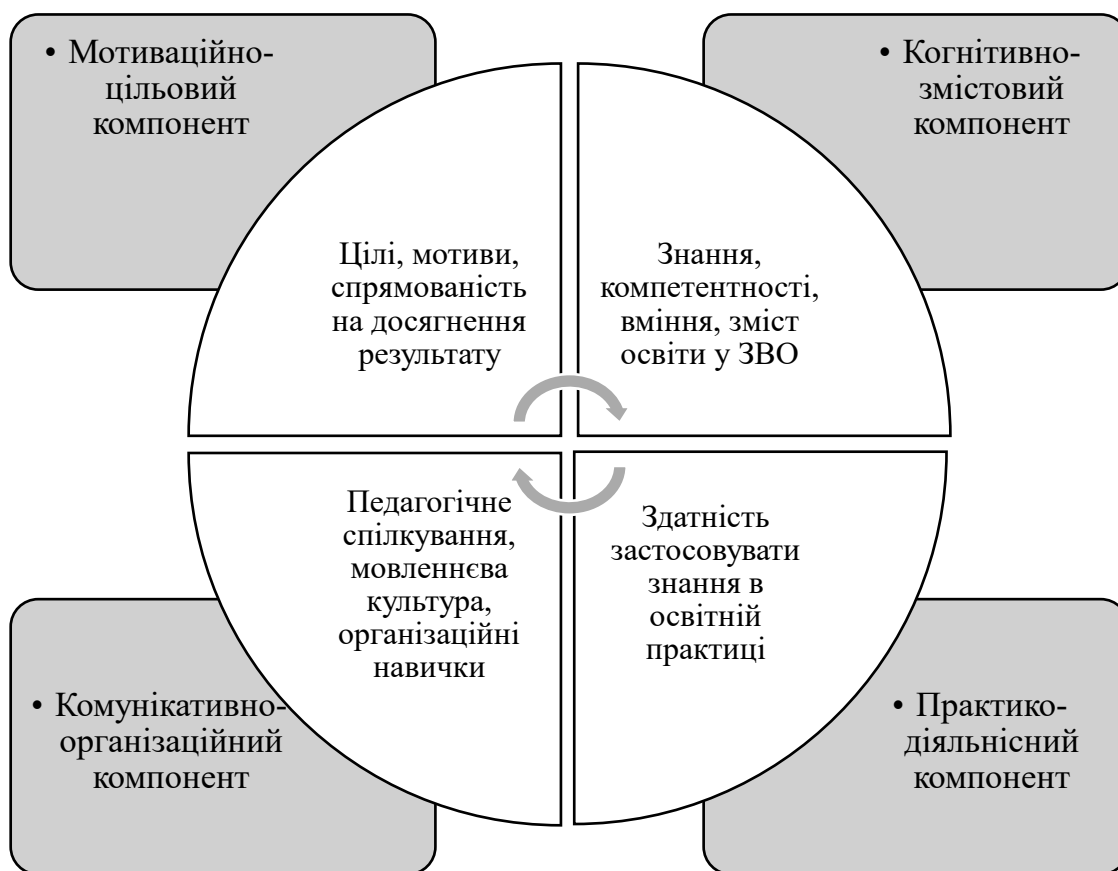 • Мотиваційно-
цільовий
компонент
• Когнітивно-
змістовий
компонент
Цілі, мотиви,
спрямованість
на досягнення
результату
Знання,
компетентності,
вміння, зміст
освіти у ЗВО
Педагогічне
спілкування,
мовленнєва
культура,
організаційні
навички
Здатність
застосовувати
знання в
освітній
практиці
• Комунікативно-
організаційний
компонент
• Практико-
діяльнісний
компонент